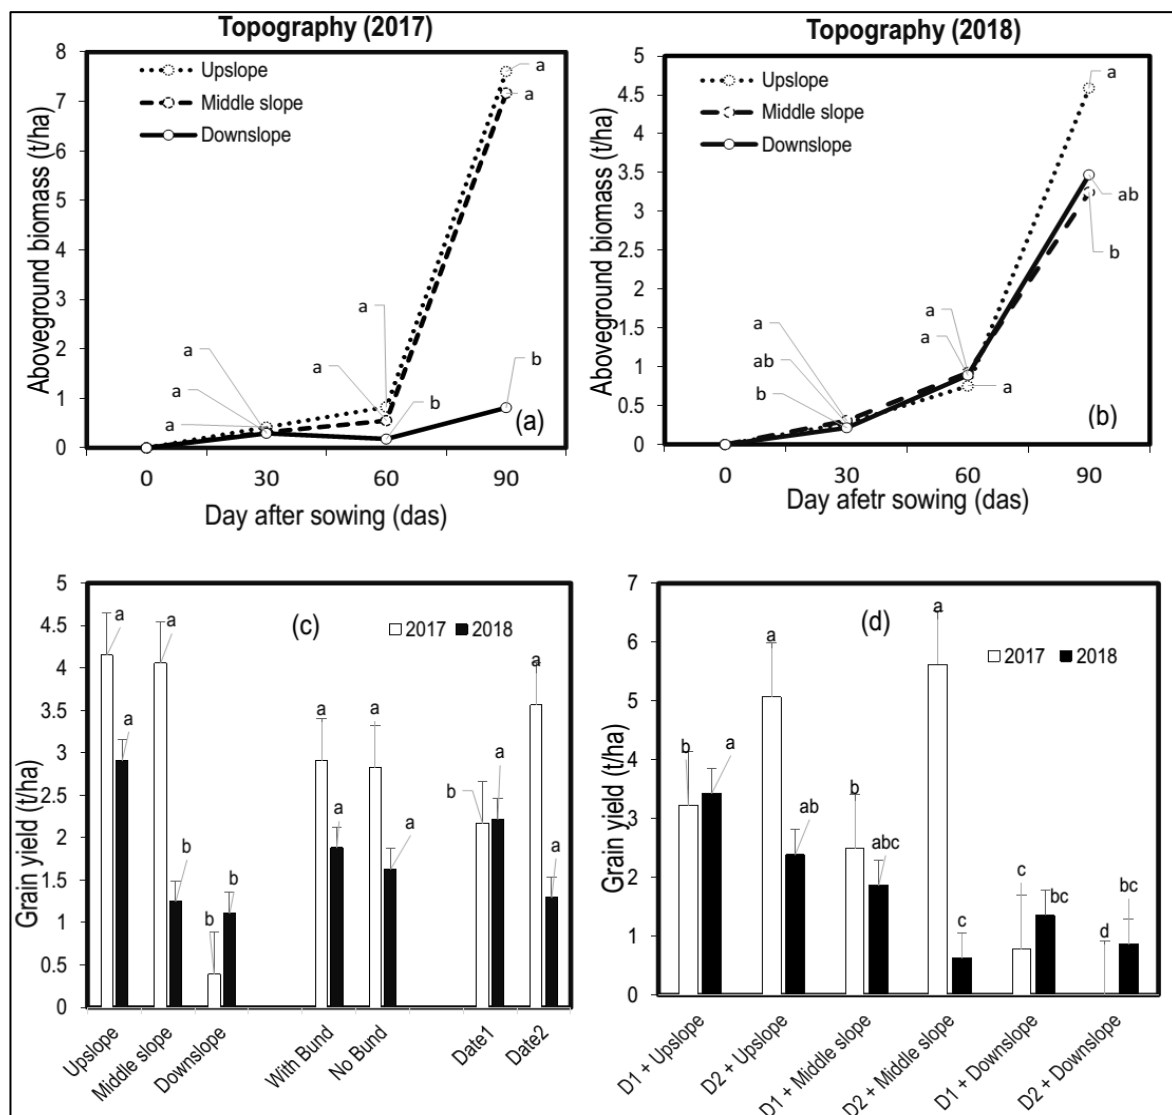 Topography (2017)
8
7
6
5
4
3
2
1
0
Aboveground biomass (t/ha)
Upslope
Middle slope
Downslope
a
a
a
a
a
a
a
b
b
(a)
0
30
60
90
Day after sowing (das)
Topography (2018)
5
4.5
4
3.5
3
2.5
2
1.5
1
0.5
0
Aboveground biomass (t/ha)
Upslope
Middle slope
Downslope
a
ab
b
a
ab
b
a
a
a
(b)
0
30
60
90
Day afetr sowing (das)
5
4.5
4
3.5
3
2.5
2
1.5
1
0.5
0
Grain yield (t/ha)
(c)
2017
2018
a
a
a
b
b
b
a
a
a
a
b
a
a
a
Upslope
Middle slope
Downslope
With Bund
No Bund
Date1
Date2
7
6
5
4
3
2
1
0
Grain yield (t/ha)
(d)
2017
2018
b
a
a
ab
b
abc
a
c
c
bc
d
bc
D1 + Upslope
D2 + Upslope
D1 + Middle slope
D2 + Middle slope
D1 + Downslope
D2 + Downslope